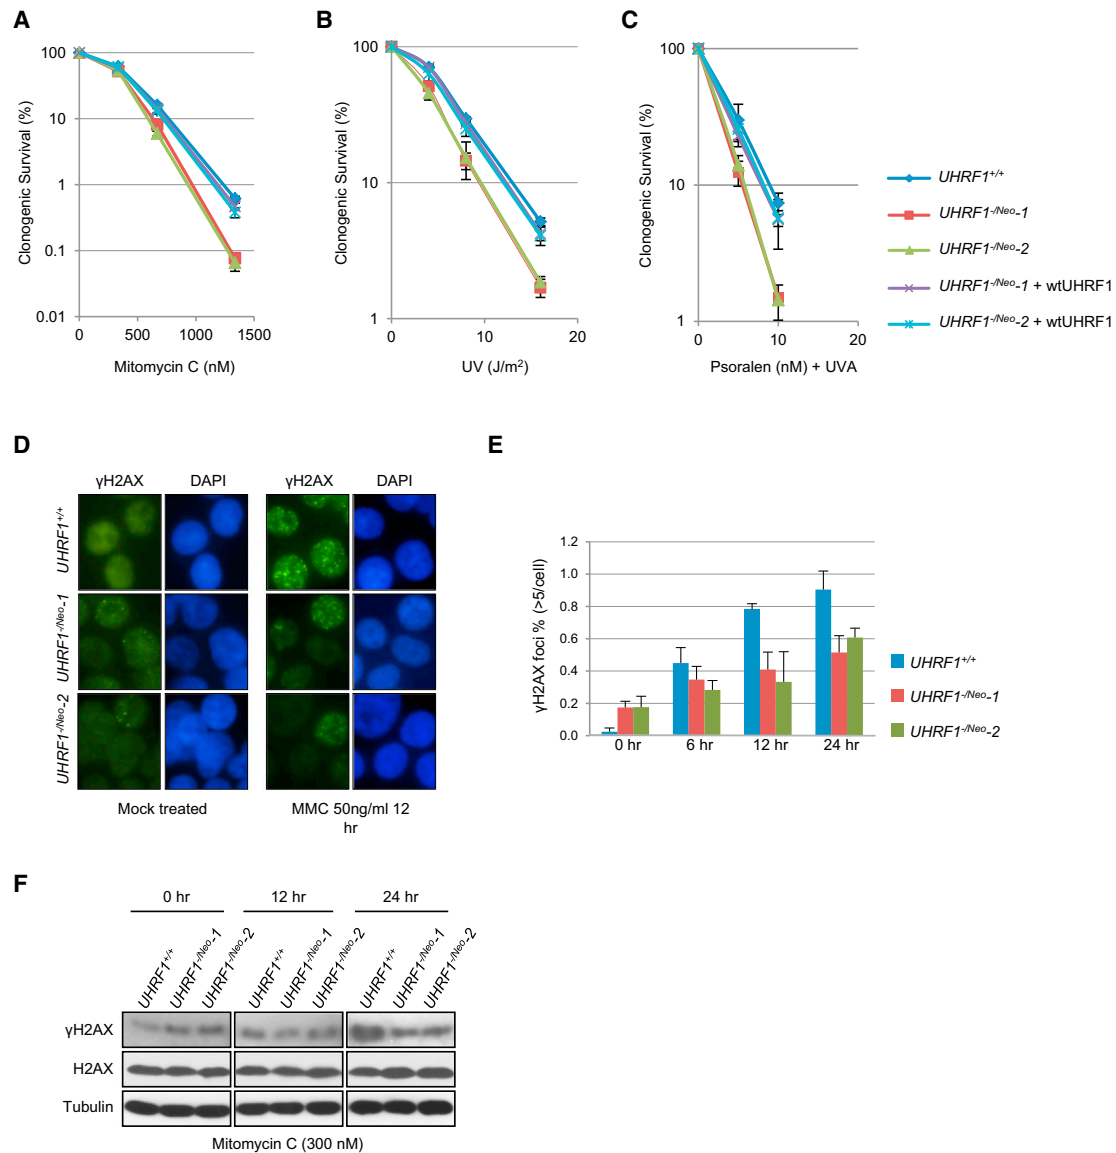 A
Clonogenic Survival (%)
100
10
1
0.1
0.01
0
500
1000
1500
Mitomycin C (nM)
B
Clonogenic Survival (%)
100
10
1
0
10
20
UV (J/m²)
C
Clonogenic Survival (%)
100
10
1
0
10
20
Psoralen (nM) + UVA
UHRF1+/+
UHRF1-/Neo-1
UHRF1-/Neo-2
UHRF1-/Neo-1 + wtUHRF1
UHRF1-/Neo-2 + wtUHRF1
D
γH2AX
DAPI
γH2AX
DAPI
UHRF1+/+
UHRF1-/Neo-1
UHRF1-/Neo-2
Mock treated
MMC 50ng/ml 12
hr
E
γH2AX foci % (>5/cell)
1.2
1.0
0.8
0.6
0.4
0.2
0.0
0 hr
6 hr
12 hr
24 hr
UHRF1+/+
UHRF1-/Neo-1
UHRF1-/Neo-2
F
0 hr
12 hr
24 hr
UHRF1+/+
UHRF1-/Neo-1
UHRF1-/Neo-2
UHRF1+/+
UHRF1-/Neo-1
UHRF1-/Neo-2
UHRF1+/+
UHRF1-/Neo-1
UHRF1-/Neo-2
γH2AX
H2AX
Tubulin
Mitomycin C (300 nM)